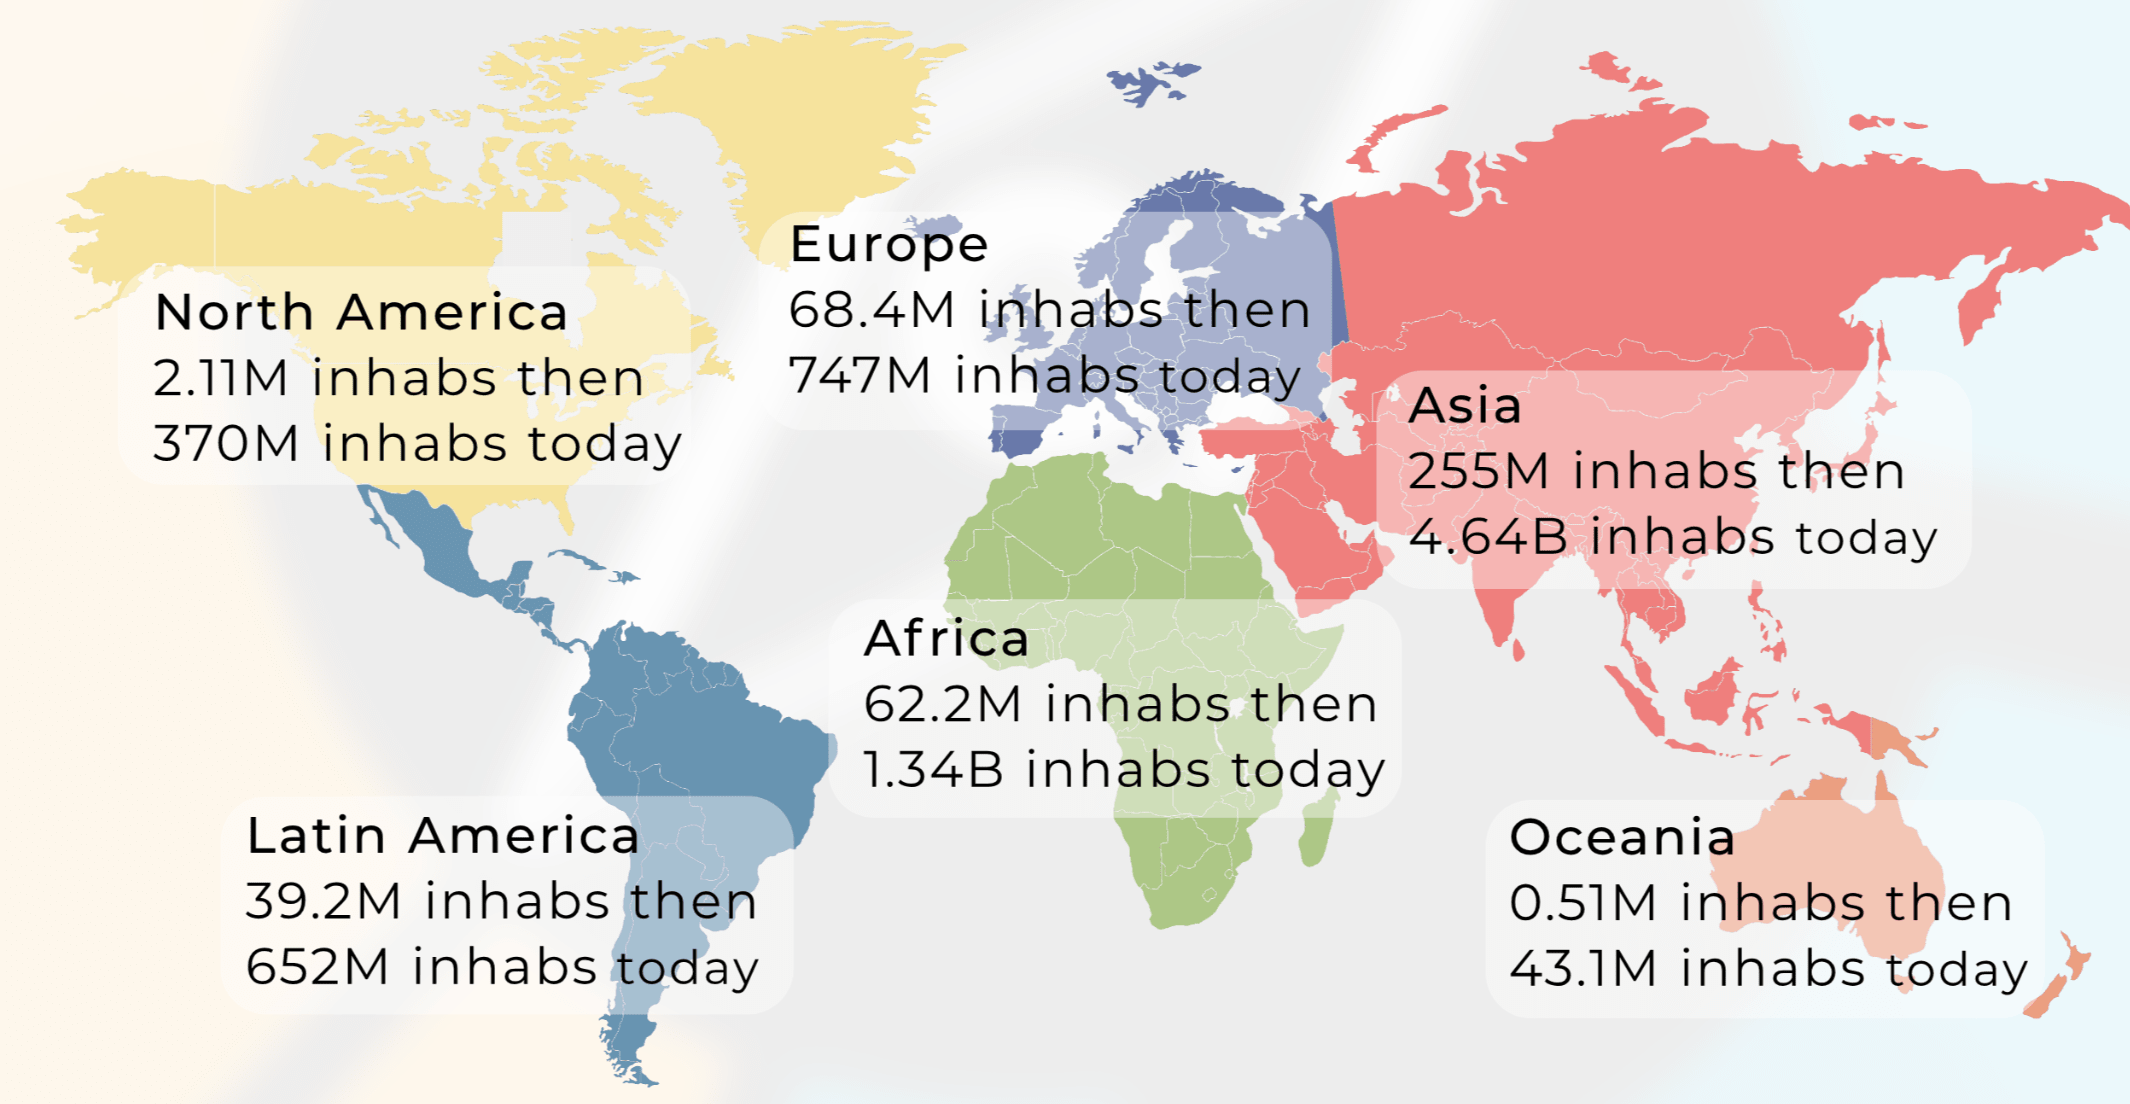 North America
2.11M inhabs then
370M inhabs today
Europe
68.4M inhabs then
747M inhabs today
Asia
255M inhabs then
4.64B inhabs today
Africa
62.2M inhabs then
1.34B inhabs today
Latin America
39.2M inhabs then
652M inhabs today
Oceania
0.51M inhabs then
43.1M inhabs today